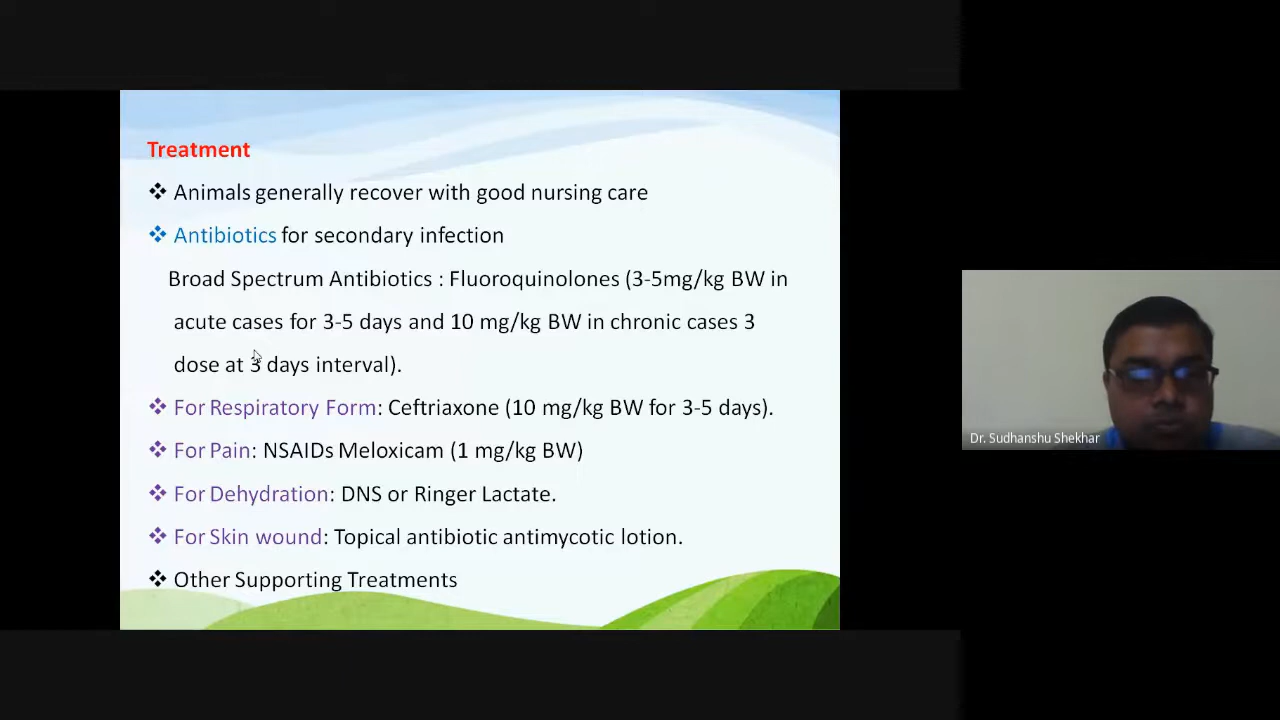 Treatment
❖ Animals generally recover with good nursing care
❖ Antibiotics for secondary infection
Broad Spectrum Antibiotics : Fluoroquinolones (3-5mg/kg BW in
acute cases for 3-5 days and 10 mg/kg BW in chronic cases 3
dose at 3 days interval).
❖ For Respiratory Form: Ceftriaxone (10 mg/kg BW for 3-5 days).
❖ For Pain: NSAIDs Meloxicam (1 mg/kg BW)
❖ For Dehydration: DNS or Ringer Lactate.
❖ For Skin wound: Topical antibiotic antimycotic lotion.
❖ Other Supporting Treatments
Dr. Sudhanshu Shekhar